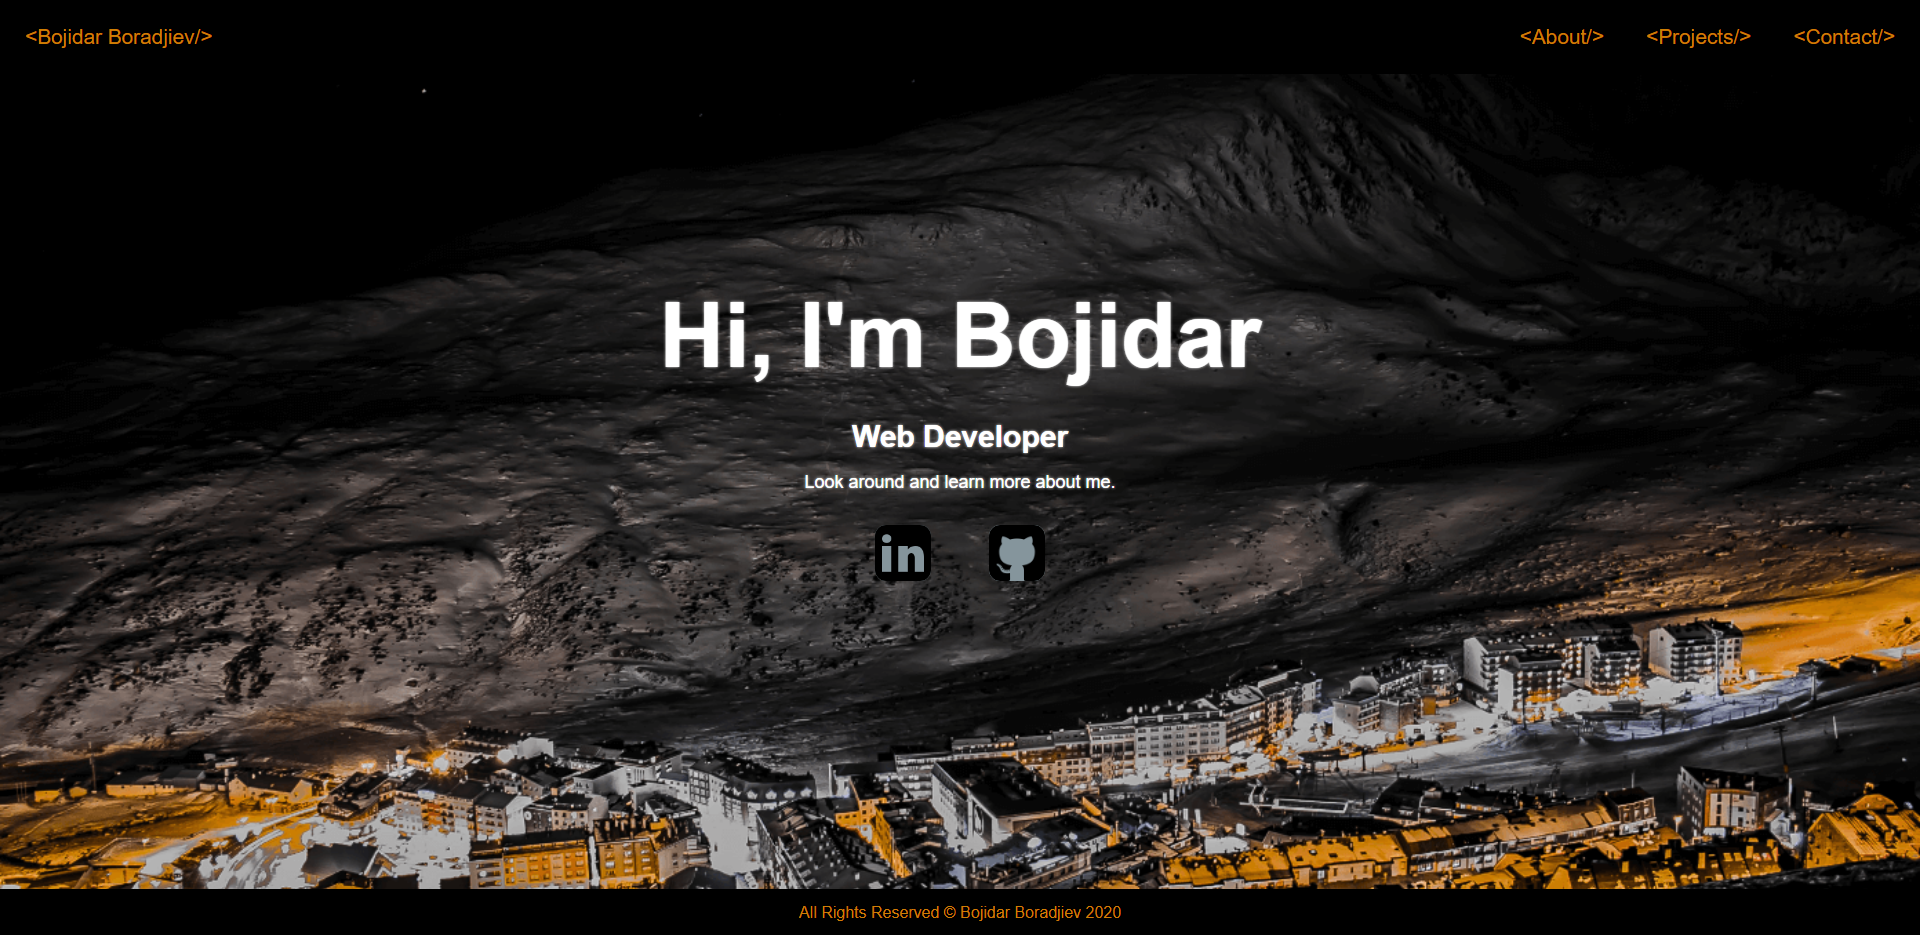 <Bojidar Boradjiev/>
<About/> <Projects/> <Contact/>
Hi, I'm Bojidar
Web Developer
Look around and learn more about me.
in
All Rights Reserved © Bojidar Boradjiev 2020